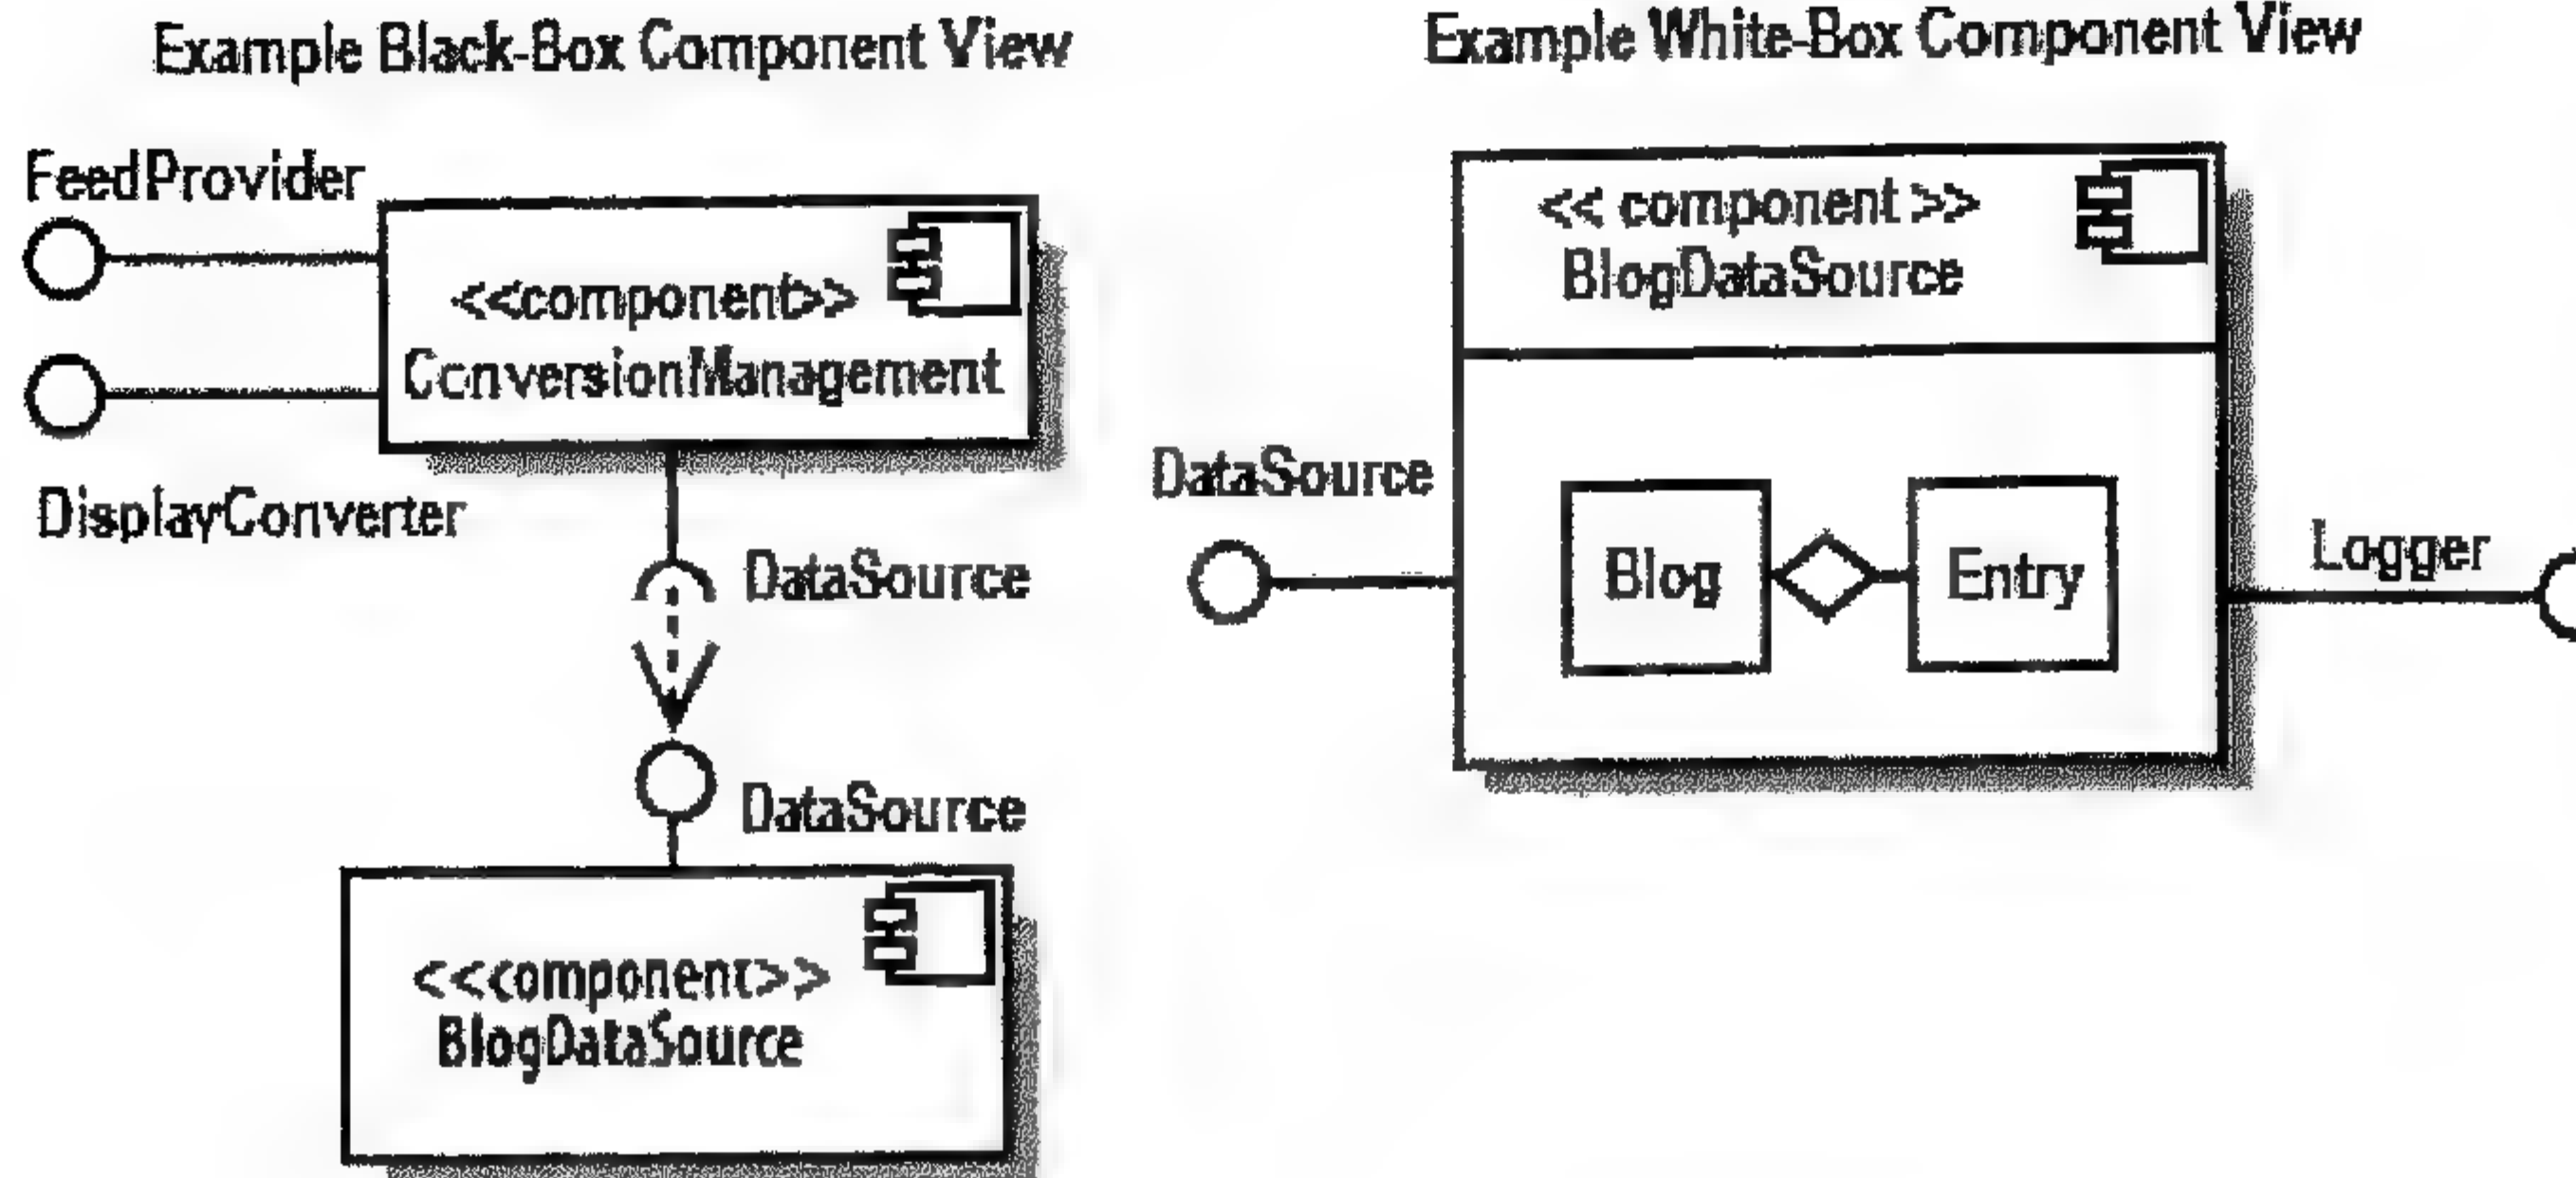 Example Black-Box Component View
FeedProvider
<<component>>
ConversionManagement
DisplayConverter
DataSource
DataSource
<<component>>
BlogDataSource
Example White-Box Component View
<< component >>
BlogDataSource
DataSource
Blog
Entry
Logger